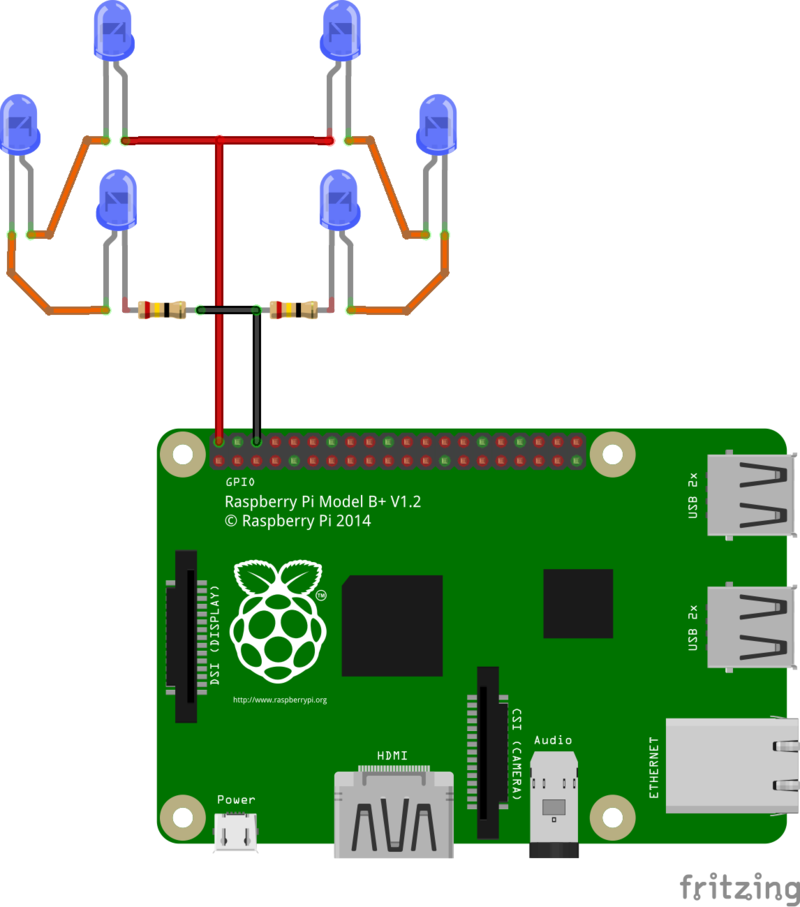 GPIO
Raspberry Pi Model B+ V1.2
© Raspberry Pi 2014
USB 2x
DSI (DISPLAY)
TM
USB 2x
http://www.raspberrypi.org
CSI (CAMERA)
Audio
ETHERNET
HDMI
Power
fritzing